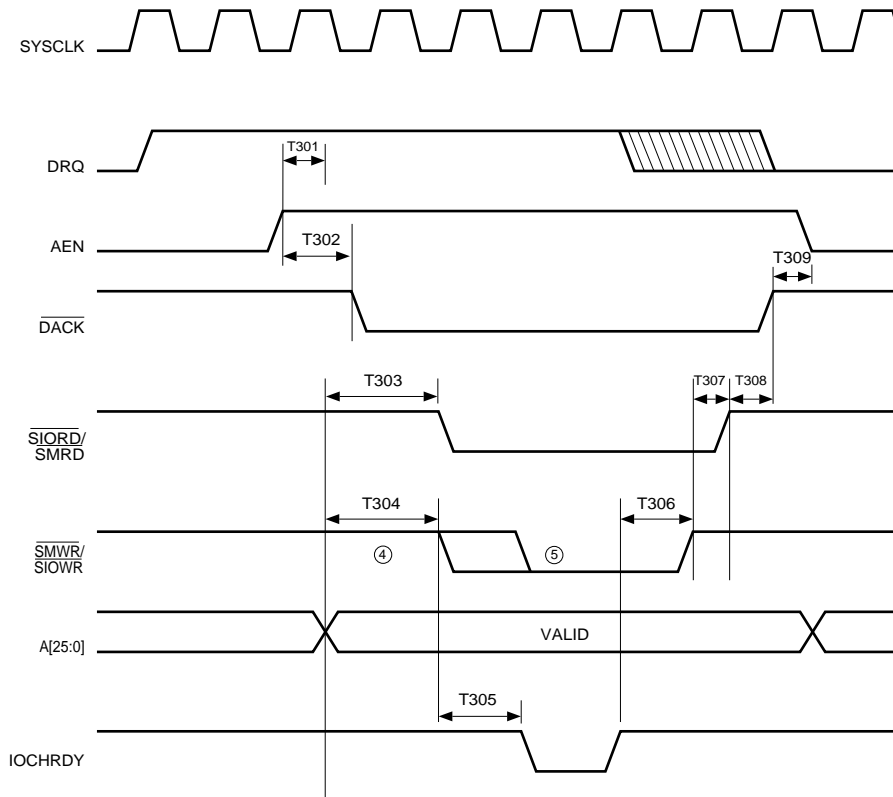 SYSCLK
DRQ
T301
AEN
T302
T309
DACK
T303
T307
T308
SIORD/
SMRD
T304
T306
SMWR/
SIOWR
④
⑤
A[25:0]
VALID
T305
IOCHRDY